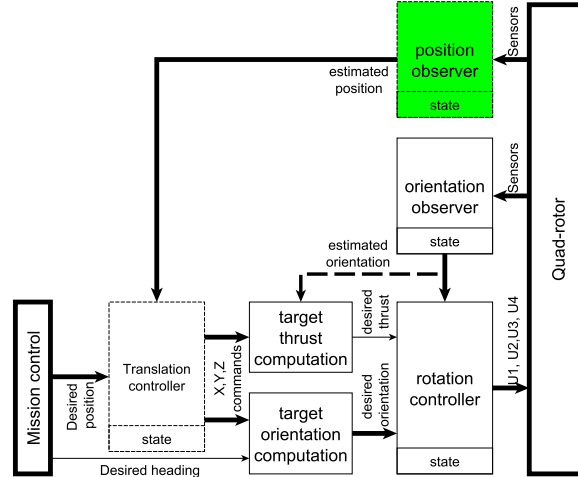 position
observer
state
Sensors
estimated
position
orientation
observer
state
Sensors
Quad-rotor
estimated
orientation
Mission control
Desired
position
Translation
controller
state
X,Y,Z
commands
target
thrust
computation
desired
thrust
target
orientation
computation
desired
orientation
rotation
controller
state
U1, U2,U3, U4
Desired heading